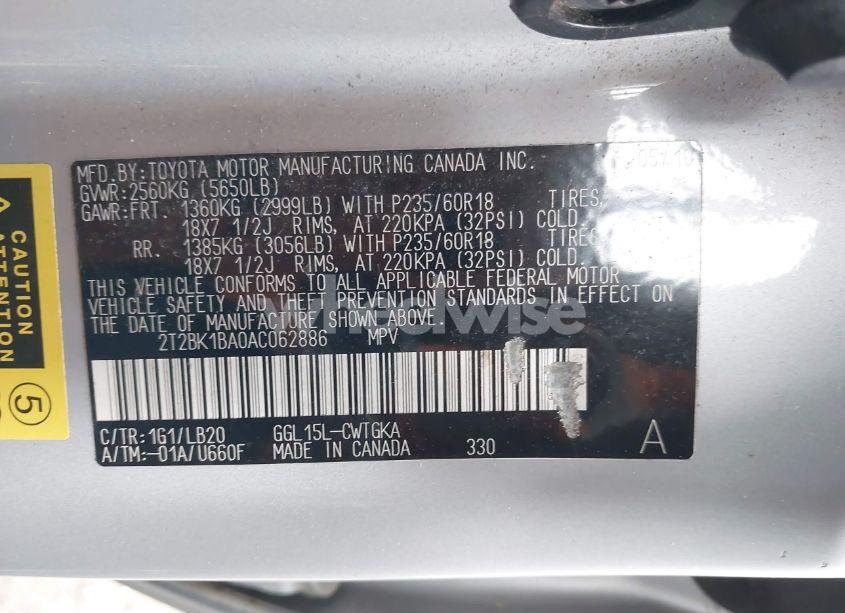 MFD.BY:TOYOTA MOTOR MANUFACTURING CANADA INC. 05/10
GVWR:2560KG (5650LB)
GAWR:FRT. 1360KG (2999LB) WITH P235/60R18 TIRES,
18X7 1/2J RIMS, AT 220KPA (32PSI) COLD.
RR. 1385KG (3056LB) WITH P235/60R18 TIRES
18X7 1/2J RIMS, AT 220KPA (32PSI) COLD.
THIS VEHICLE CONFORMS TO ALL APPLICABLE FEDERAL MOTOR
VEHICLE SAFETY AND THEFT PREVENTION STANDARDS IN EFFECT ON
THE DATE OF MANUFACTURE SHOWN ABOVE.
2T2BK1BA0AC062886 MPV
C/TR:1G1/LB20 GGL15L-CWTGKA
A/TM:-01A/U660F MADE IN CANADA 330 A
CAUTION
ATTENTION
5
wheelwise